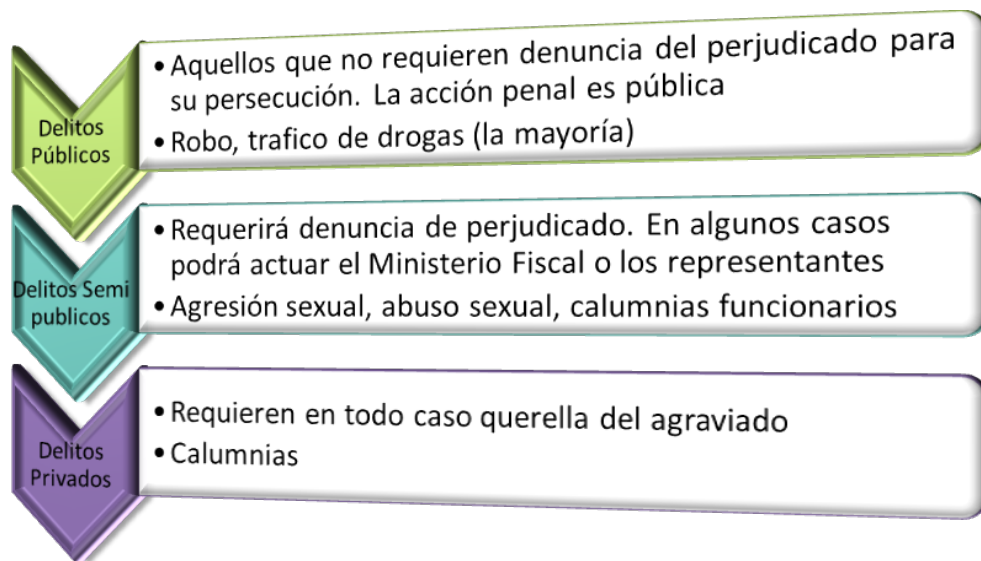 Delitos
Públicos
• Aquellos que no requieren denuncia del perjudicado para
su persecución. La acción penal es pública
• Robo, trafico de drogas (la mayoría)
Delitos Semi
publicos
• Requerirá denuncia de perjudicado. En algunos casos
podrá actuar el Ministerio Fiscal o los representantes
• Agresión sexual, abuso sexual, calumnias funcionarios
Delitos
Privados
• Requieren en todo caso querella del agraviado
• Calumnias